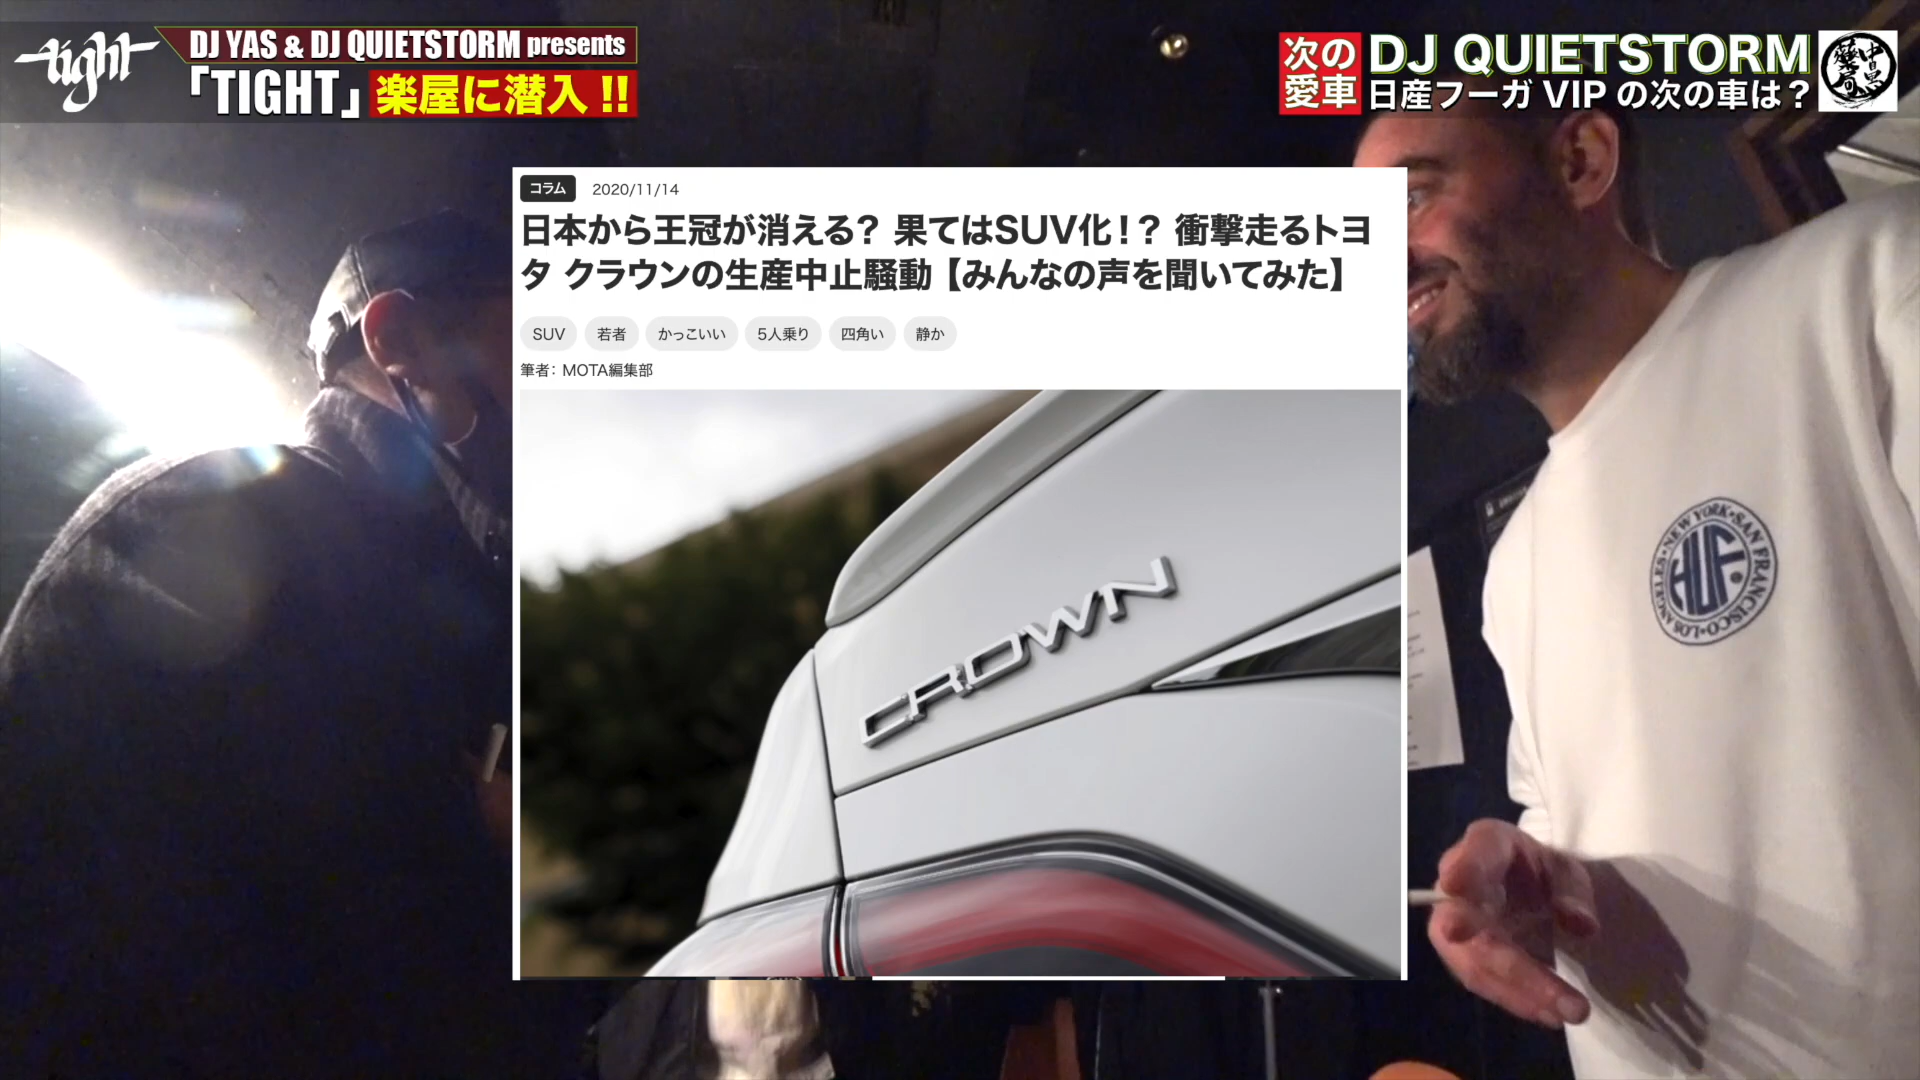 tight
DJ YAS & DJ QUIETSTORM presents
「TIGHT」楽屋に潜入 !!
次の愛車
DJ QUIETSTORM
日産フーガ VIP の次の車は？
コラム 2020/11/14
日本から王冠が消える？ 果てはSUV化！？ 衝撃走るトヨ
タ クラウンの生産中止騒動【みんなの声を聞いてみた】
SUV 若者 かっこいい 5人乗り 四角い 静か
筆者： MOTA編集部
CROWN
NEW YORK•SAN FRANCISCO•LOS ANGELES•
HUF.